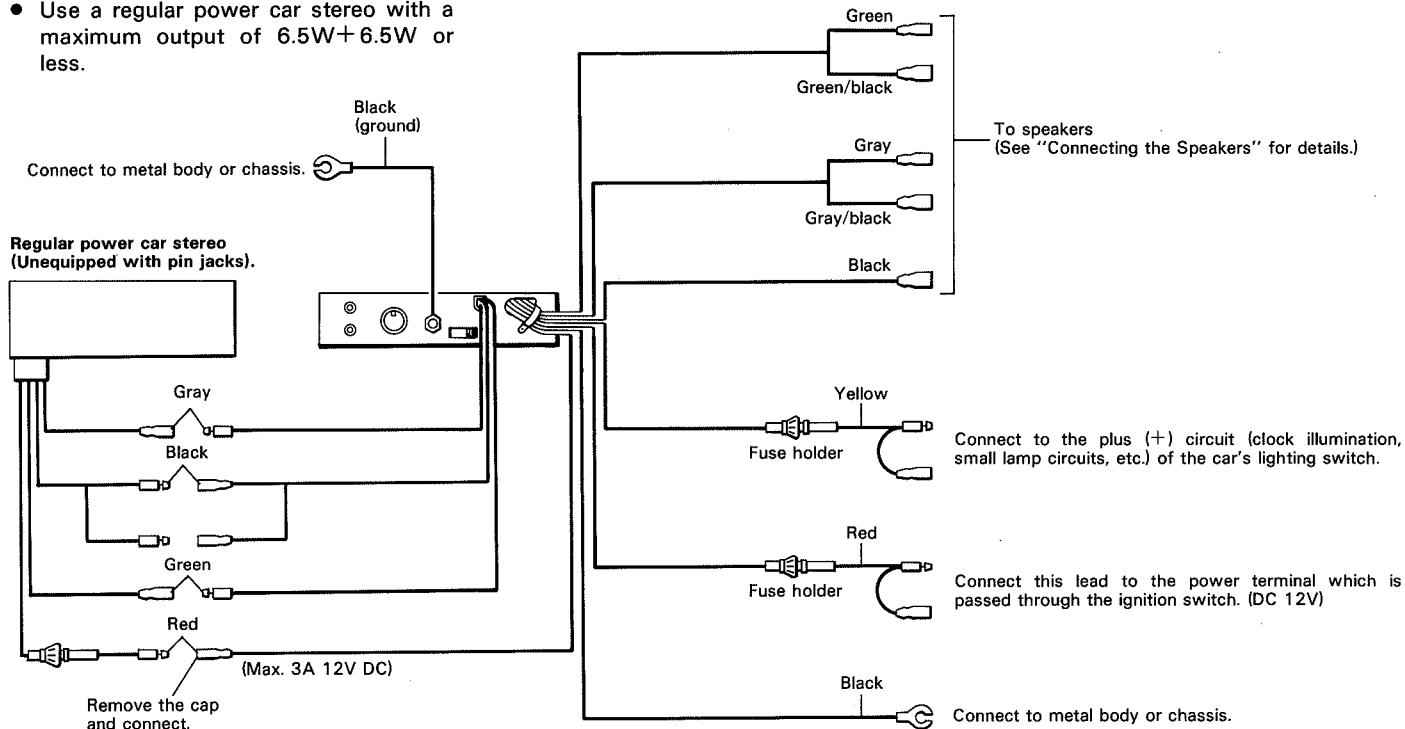 ● Use a regular power car stereo with a
maximum output of 6.5W+6.5W or
less.
Black
(ground)
Connect to metal body or chassis.
Regular power car stereo
(Unequipped with pin jacks).
Gray
Black
Green
Red
(Max. 3A 12V DC)
Remove the cap
and connect.
Green
Green/black
Gray
Gray/black
Black
To speakers
(See "Connecting the Speakers" for details.)
Yellow
Fuse holder
Connect to the plus (+) circuit (clock illumination,
small lamp circuits, etc.) of the car's lighting switch.
Red
Fuse holder
Connect this lead to the power terminal which is
passed through the ignition switch. (DC 12V)
Black
Connect to metal body or chassis.